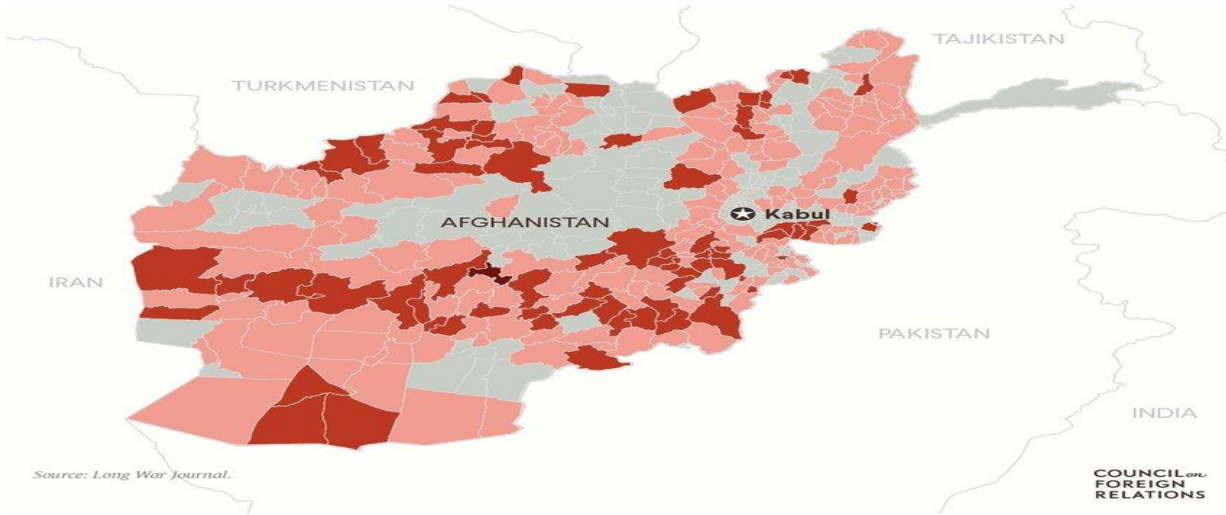 TAJIKISTAN
TURKMENISTAN
AFGHANISTAN
Kabul
IRAN
PAKISTAN
INDIA
Source: Long War Journal.
COUNCIL on
FOREIGN
RELATIONS